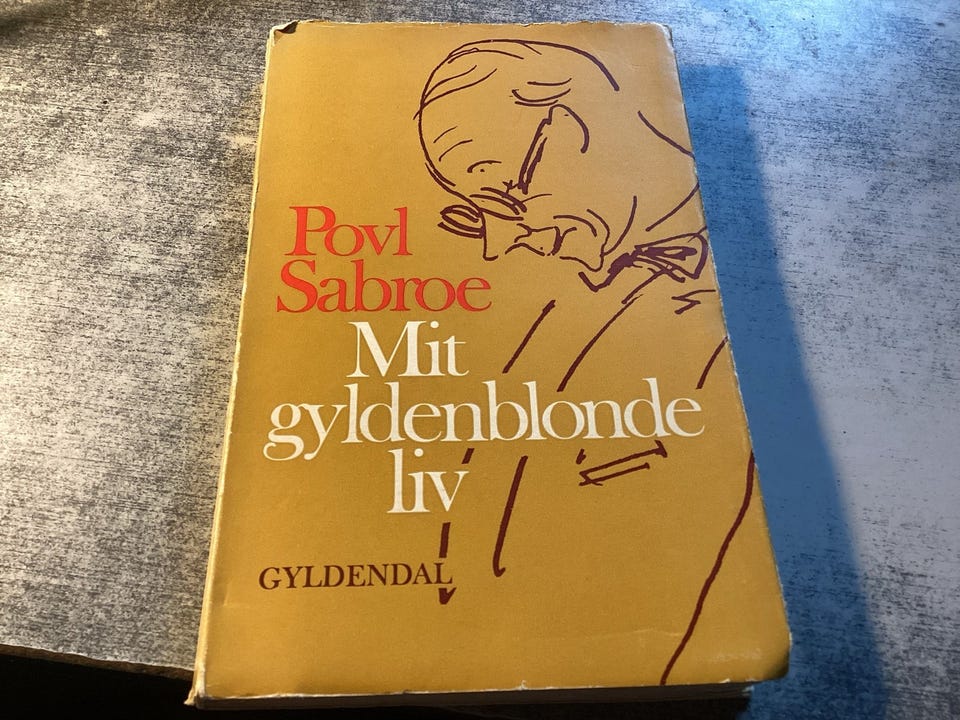 Povl
Sabroe
Mit
gyldenblonde
liv
GYLDENDAL